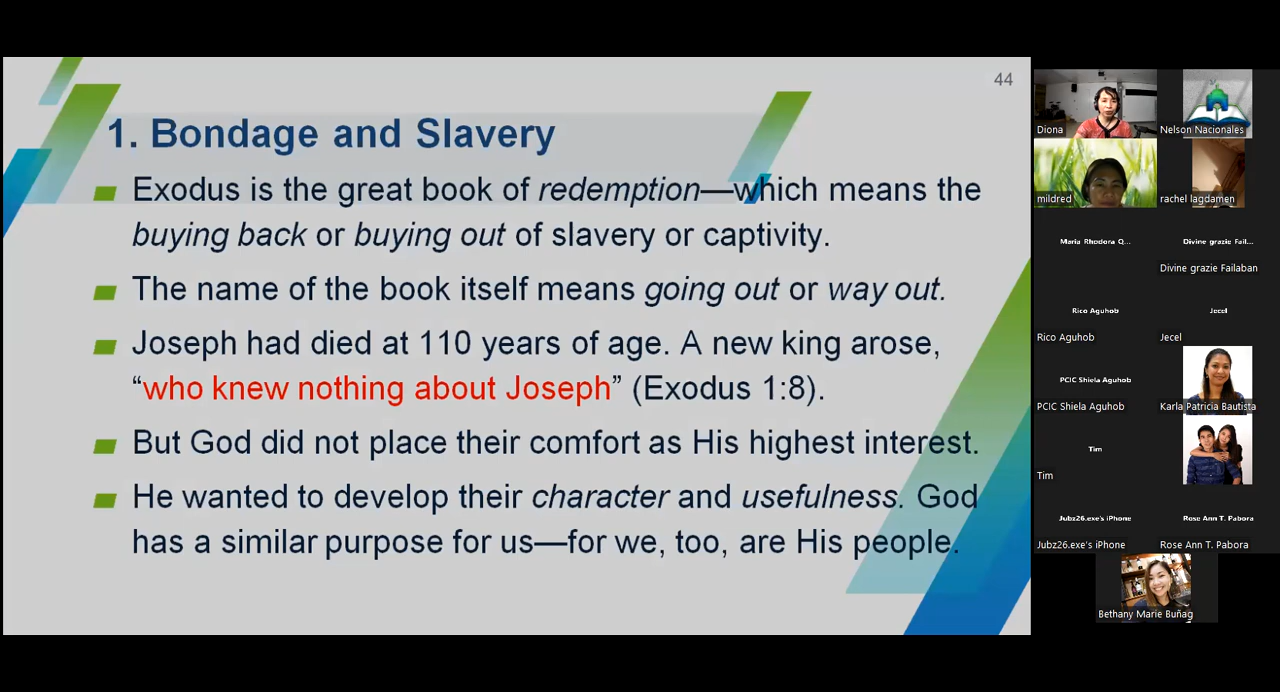 44
1. Bondage and Slavery
Exodus is the great book of redemption—which means the
buying back or buying out of slavery or captivity.
The name of the book itself means going out or way out.
Joseph had died at 110 years of age. A new king arose,
“who knew nothing about Joseph” (Exodus 1:8).
But God did not place their comfort as His highest interest.
He wanted to develop their character and usefulness. God
has a similar purpose for us—for we, too, are His people.
Diona
Nelson Nacionales
mildred
rachel lagdamen
Maria Rhodora Q...
Divine grazie Fail...
Divine grazie Failaban
Rico Aguhob
Jecel
Rico Aguhob
Jecel
PCIC Shiela Aguhob
PCIC Shiela Aguhob
Karla Patricia Bautista
Tim
Tim
Jubz26.exe's iPhone
Rose Ann T. Pabora
Jubz26.exe's iPhone
Rose Ann T. Pabora
Bethany Marie Buñag